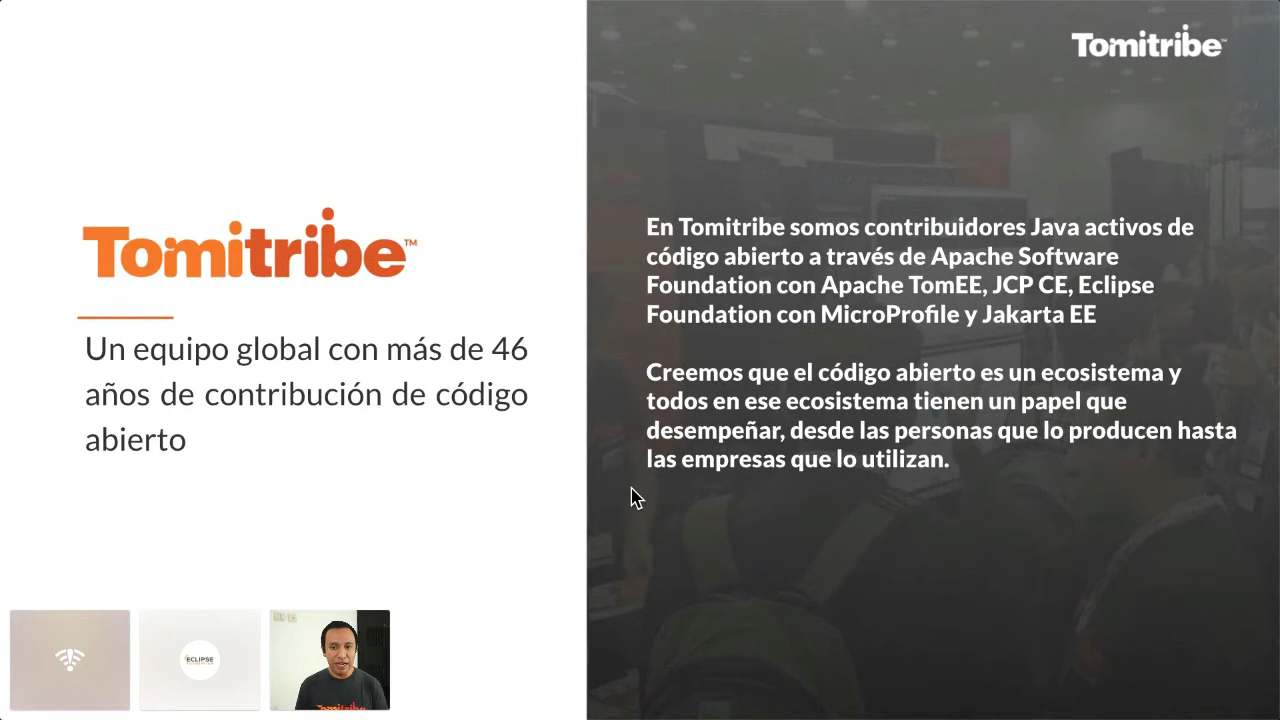 Tomitribe™
Tomitribe™
Un equipo global con más de 46
años de contribución de código
abierto
En Tomitribe somos contribuidores Java activos de
código abierto a través de Apache Software
Foundation con Apache TomEE, JCP CE, Eclipse
Foundation con MicroProfile y Jakarta EE
Creemos que el código abierto es un ecosistema y
todos en ese ecosistema tienen un papel que
desempeñar, desde las personas que lo producen hasta
las empresas que lo utilizan.
ECLIPSE
FOUNDATION
Tomitribe